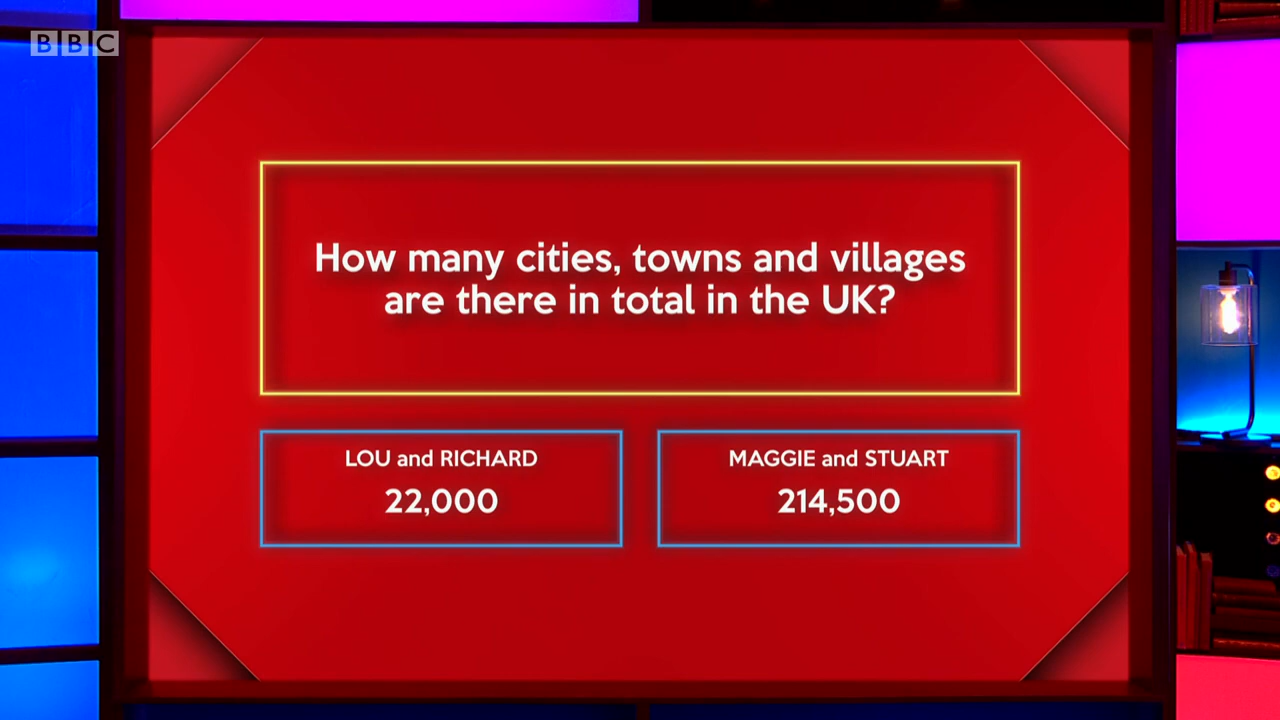 BBC
How many cities, towns and villages
are there in total in the UK?
LOU and RICHARD
22,000
MAGGIE and STUART
214,500